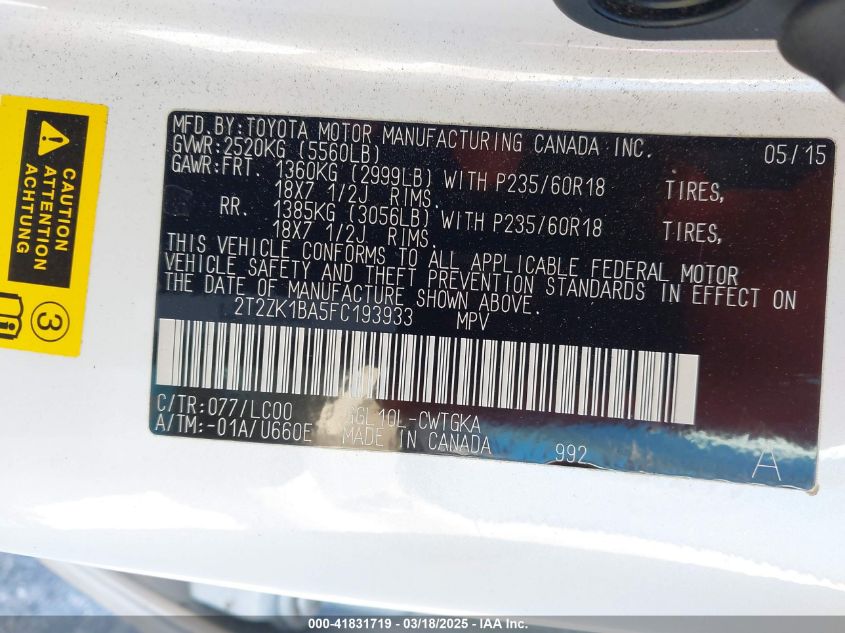 CAUTION
ATTENTION
ACHTUNG
3
MFD.BY:TOYOTA MOTOR MANUFACTURING CANADA INC. 05/15
GVWR:2520KG (5560LB)
GAWR:FRT. 1360KG (2999LB) WITH P235/60R18 TIRES,
18X7 1/2J RIMS.
RR. 1385KG (3056LB) WITH P235/60R18 TIRES,
18X7 1/2J RIMS.
THIS VEHICLE CONFORMS TO ALL APPLICABLE FEDERAL MOTOR
VEHICLE SAFETY AND THEFT PREVENTION STANDARDS IN EFFECT ON
THE DATE OF MANUFACTURE SHOWN ABOVE.
2T2ZK1BA5FC193933 MPV
C/TR:077/LC00 GGL10L-CWTGKA
A/TM:-01A/U660E MADE IN CANADA 992 A
000-41831719 - 03/18/2025 - IAA Inc.